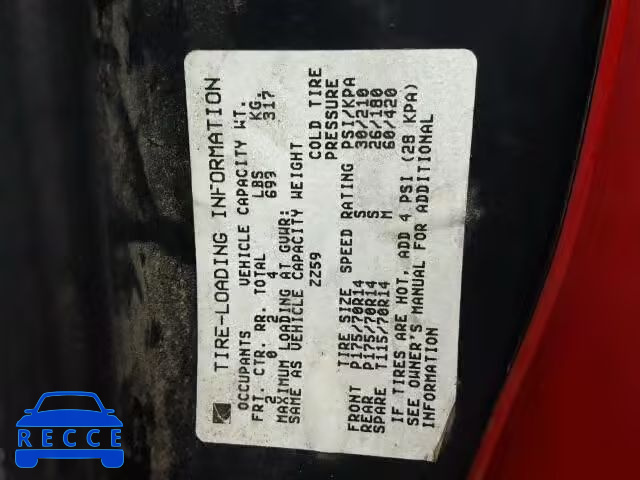 TIRE-LOADING INFORMATION
OCCUPANTS VEHICLE CAPACITY WT.
FRT. CTR. RR. TOTAL LBS KG.
2 0 2 4 699 317
MAXIMUM LOADING AT GVWR:
SAME AS VEHICLE CAPACITY WEIGHT
ZZ59
COLD TIRE
PRESSURE
TIRE SIZE SPEED RATING PSI/KPA
FRONT P175/70R14 S 30/210
REAR P175/70R14 S 26/180
SPARE T115/70R14 M 60/420
IF TIRES ARE HOT, ADD 4 PSI (28 KPA)
SEE OWNER'S MANUAL FOR ADDITIONAL
INFORMATION
RECCE